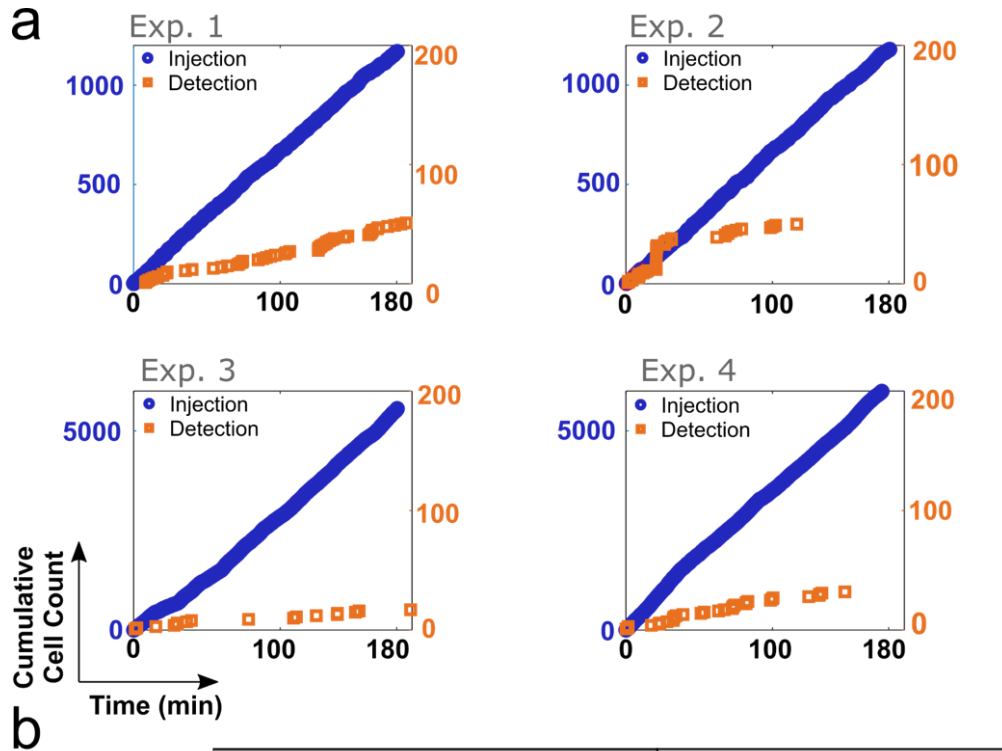 a
Exp. 1
Exp. 2
Injection
Detection
1000
500
0
200
100
0
0
100
180
Injection
Detection
1000
500
0
200
100
0
0
100
180
Exp. 3
Exp. 4
Injection
Detection
5000
0
200
100
0
0
100
180
Injection
Detection
5000
0
200
100
0
0
100
180
Cumulative
Cell Count
Time (min)
b